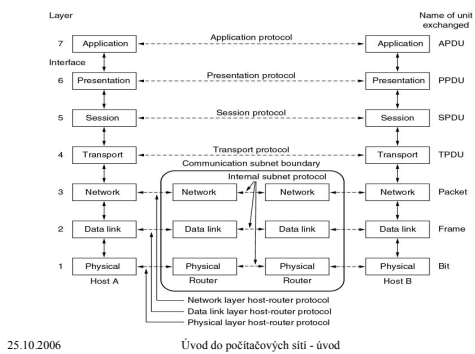 Layer
Name of unit
exchanged
Application protocol
7 Application Application APDU
Interface
Presentation protocol
6 Presentation Presentation PPDU
Session protocol
5 Session Session SPDU
Transport protocol
4 Transport Transport TPDU
Communication subnet boundary
Internal subnet protocol
3 Network Network Network Network Packet
2 Data link Data link Data link Data link Frame
1 Physical Physical Physical Physical Bit
Host A Router Router Host B
Network layer host-router protocol
Data link layer host-router protocol
Physical layer host-router protocol
25.10.2006 Úvod do počítačových sítí - úvod